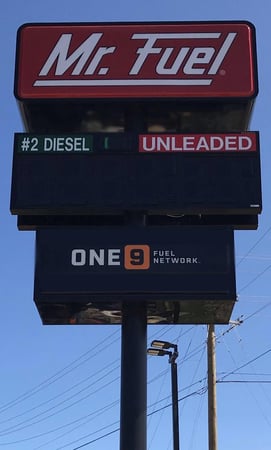 Mr. Fuel®
#2 DIESEL UNLEADED
ONE 9 FUEL
NETWORK.